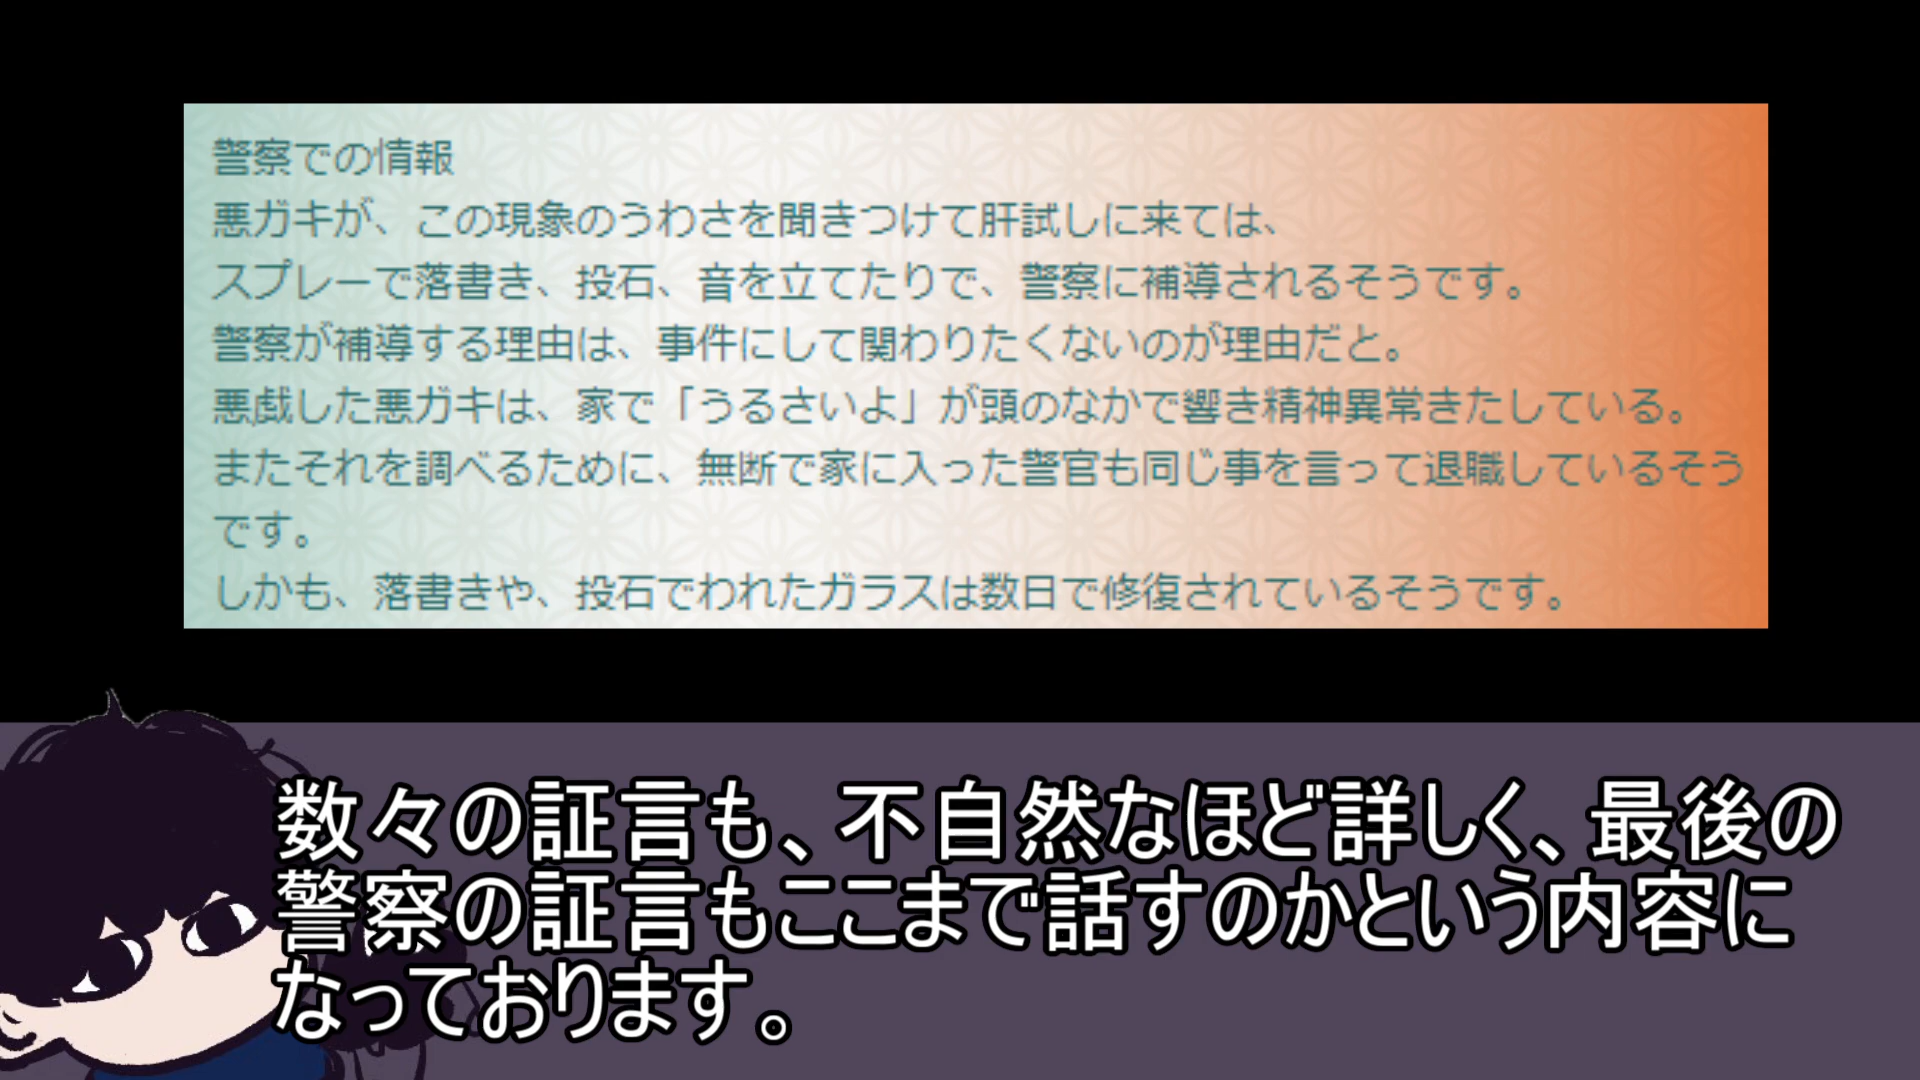 警察での情報
悪ガキが、この現象のうわさを聞きつけて肝試しに来ては、
スプレーで落書き、投石、音を立てたりで、警察に補導されるそうです。
警察が補導する理由は、事件にして関わりたくないのが理由だと。
悪戯した悪ガキは、家で「うるさいよ」が頭のなかで響き精神異常きたしている。
またそれを調べるために、無断で家に入った警官も同じ事を言って退職しているそう
です。
しかも、落書きや、投石でわれたガラスは数日で修復されているそうです。
数々の証言も、不自然なほど詳しく、最後の
警察の証言もここまで話すのかという内容に
なっております。